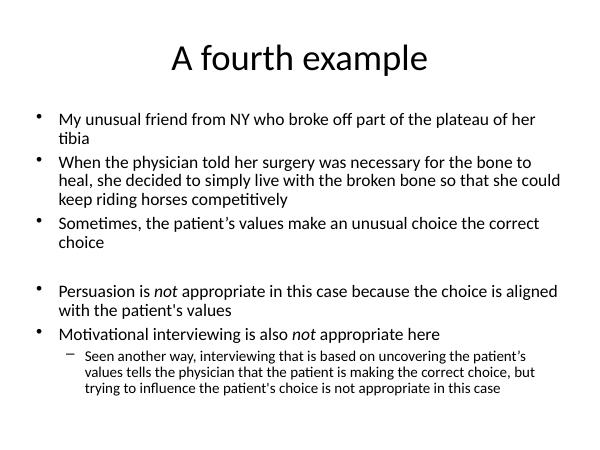 A fourth example
• My unusual friend from NY who broke off part of the plateau of her
tibia
• When the physician told her surgery was necessary for the bone to
heal, she decided to simply live with the broken bone so that she could
keep riding horses competitively
• Sometimes, the patient’s values make an unusual choice the correct
choice
• Persuasion is not appropriate in this case because the choice is aligned
with the patient's values
• Motivational interviewing is also not appropriate here
– Seen another way, interviewing that is based on uncovering the patient’s
values tells the physician that the patient is making the correct choice, but
trying to influence the patient's choice is not appropriate in this case